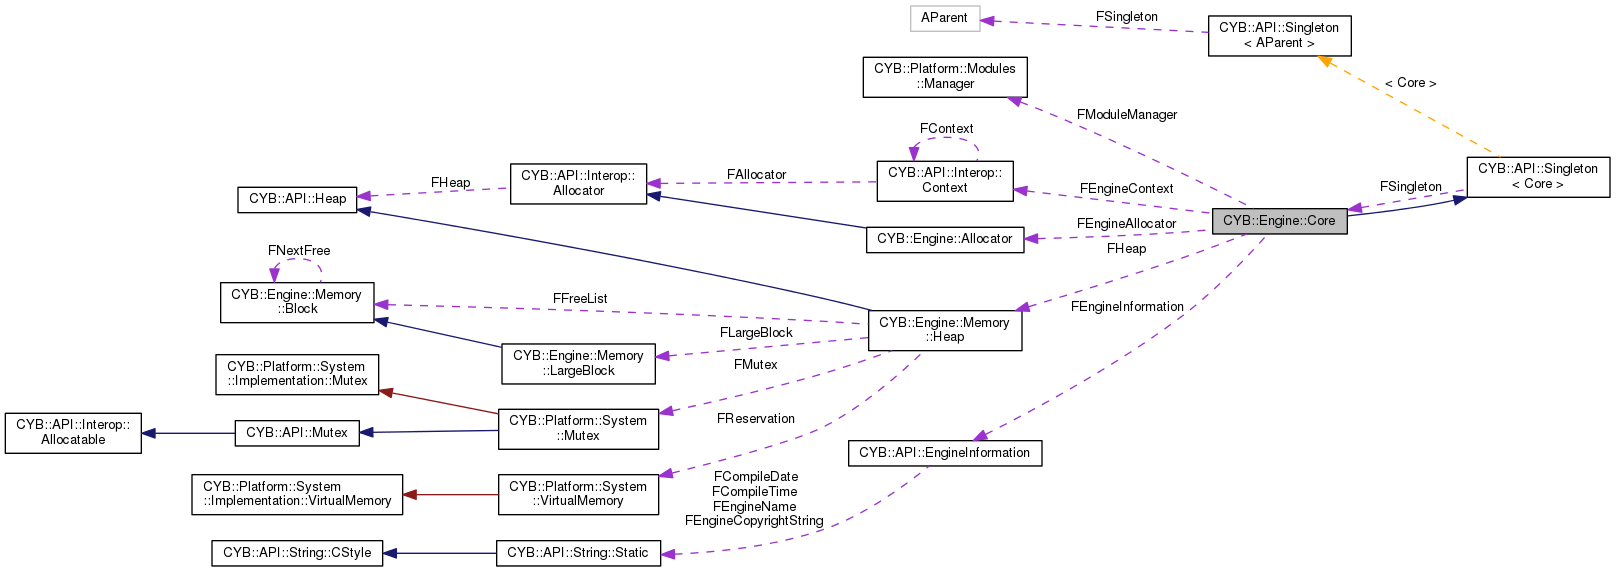 AParent
FSingleton
CYB::API::Singleton
< AParent >
CYB::Platform::Modules
::Manager
< Core >
FModuleManager
FContext
CYB::API::Interop::
Context
CYB::API::Singleton
< Core >
FSingleton
CYB::API::Interop::
Allocator
FAllocator
FHeap
CYB::API::Heap
FEngineContext
CYB::Engine::Core
FEngineAllocator
CYB::Engine::Allocator
FHeap
FNextFree
CYB::Engine::Memory
::Block
FFreeList
FEngineInformation
CYB::Engine::Memory
::Heap
FLargeBlock
CYB::Engine::Memory
::LargeBlock
FMutex
CYB::Platform::System
::Implementation::Mutex
CYB::Platform::System
::Mutex
FReservation
CYB::API::Interop::
Allocatable
CYB::API::Mutex
CYB::API::EngineInformation
CYB::Platform::System
::Implementation::VirtualMemory
CYB::Platform::System
::VirtualMemory
FCompileDate
FCompileTime
FEngineName
FEngineCopyrightString
CYB::API::String::CStyle
CYB::API::String::Static